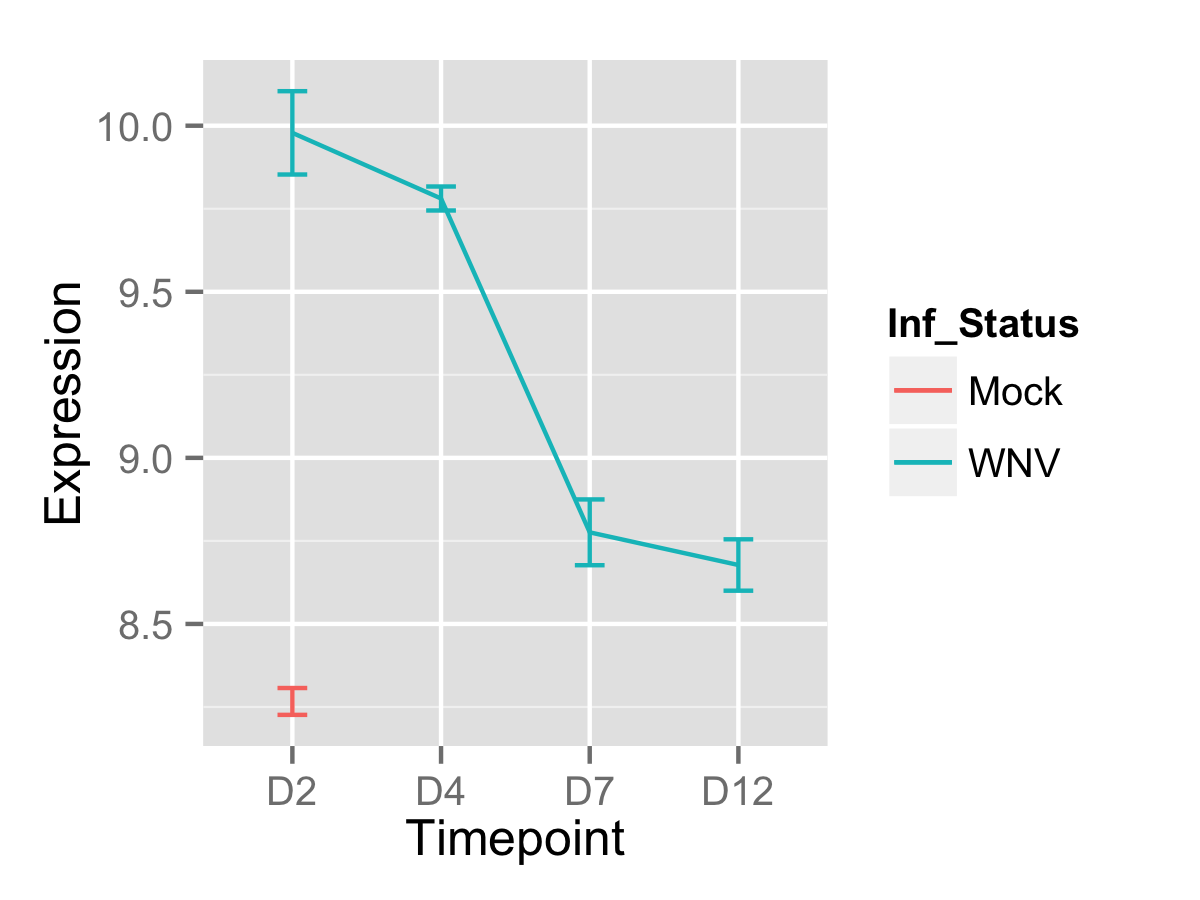 10.0
9.5
9.0
8.5
Expression
D2 D4 D7 D12
Timepoint
Inf_Status
Mock
WNV